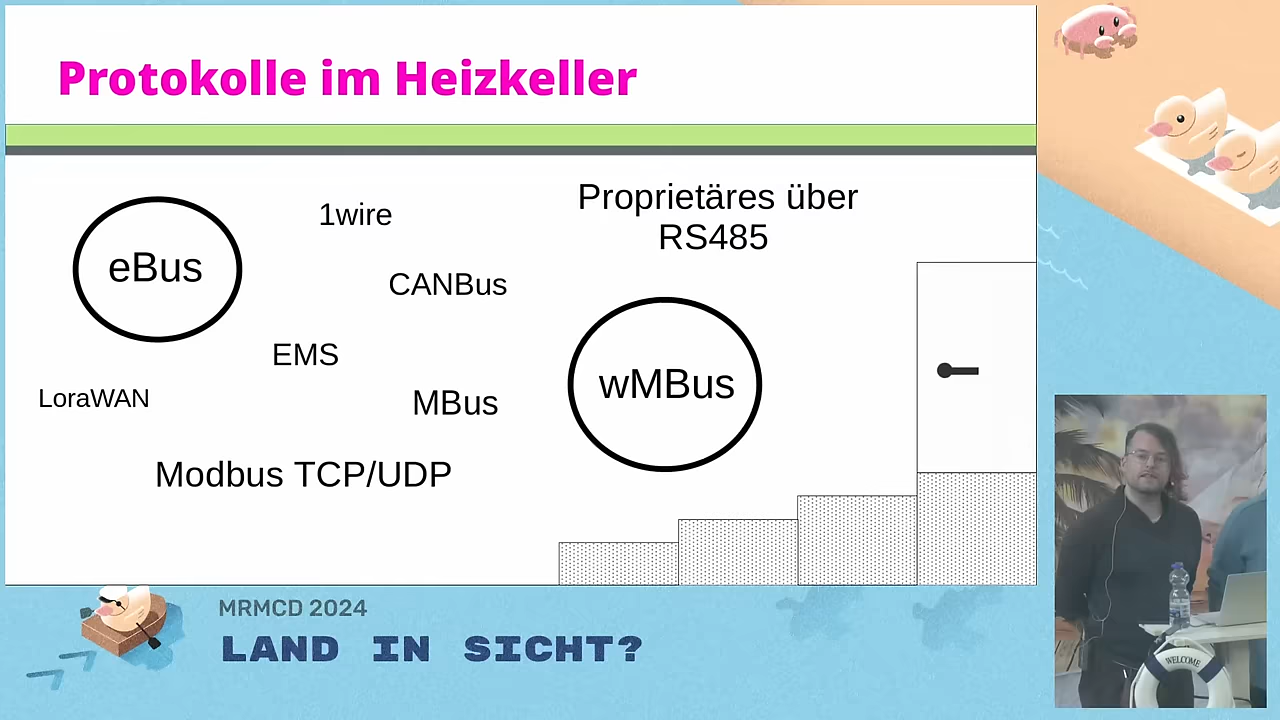 Protokolle im Heizkeller
eBus
1wire
Proprietäres über
RS485
CANBus
EMS
wMBus
LoraWAN
MBus
Modbus TCP/UDP
MRMCD 2024
LAND IN SICHT?
WELCOME